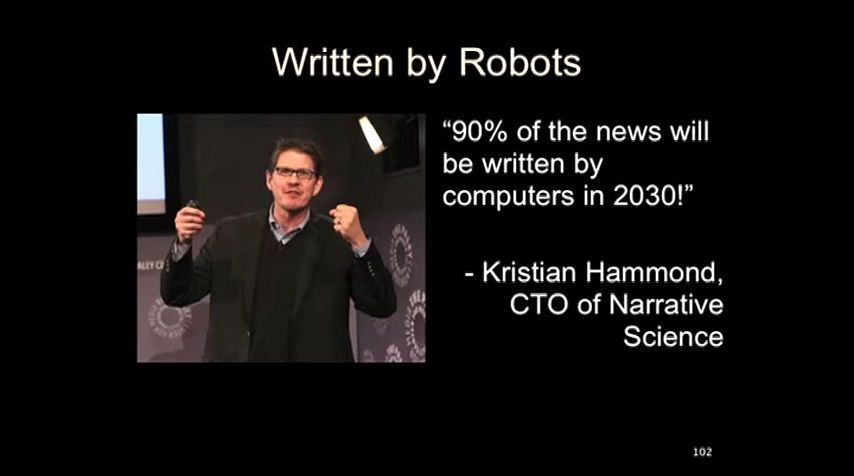 Written by Robots
“90% of the news will
be written by
computers in 2030!”
- Kristian Hammond,
CTO of Narrative
Science
ALEY C
102